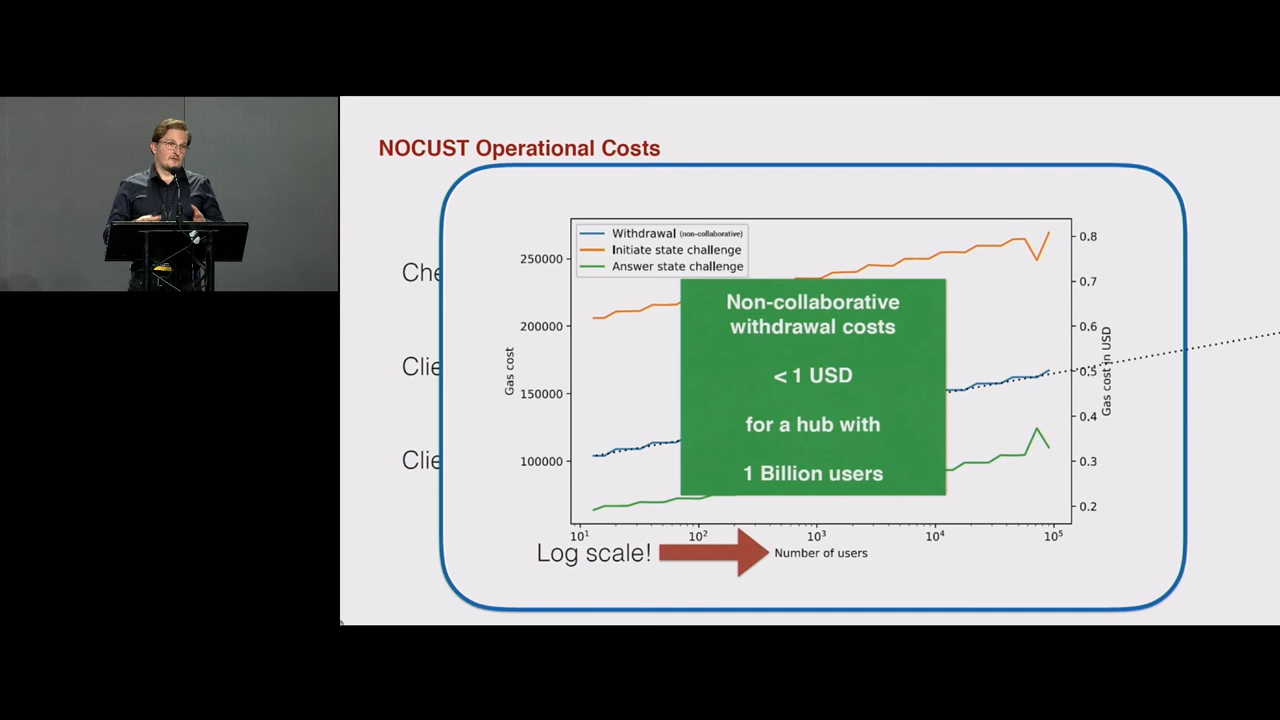 NOCUST Operational Costs
Che
Clie
Clie
Withdrawal (non-collaborative)
Initiate state challenge
Answer state challenge
250000
200000
150000
100000
Gas cost
0.8
0.7
0.6
0.5
0.4
0.3
0.2
Gas cost in USD
Non-collaborative
withdrawal costs
< 1 USD
for a hub with
1 Billion users
10¹
10²
10³
10⁴
10⁵
Log scale!
Number of users